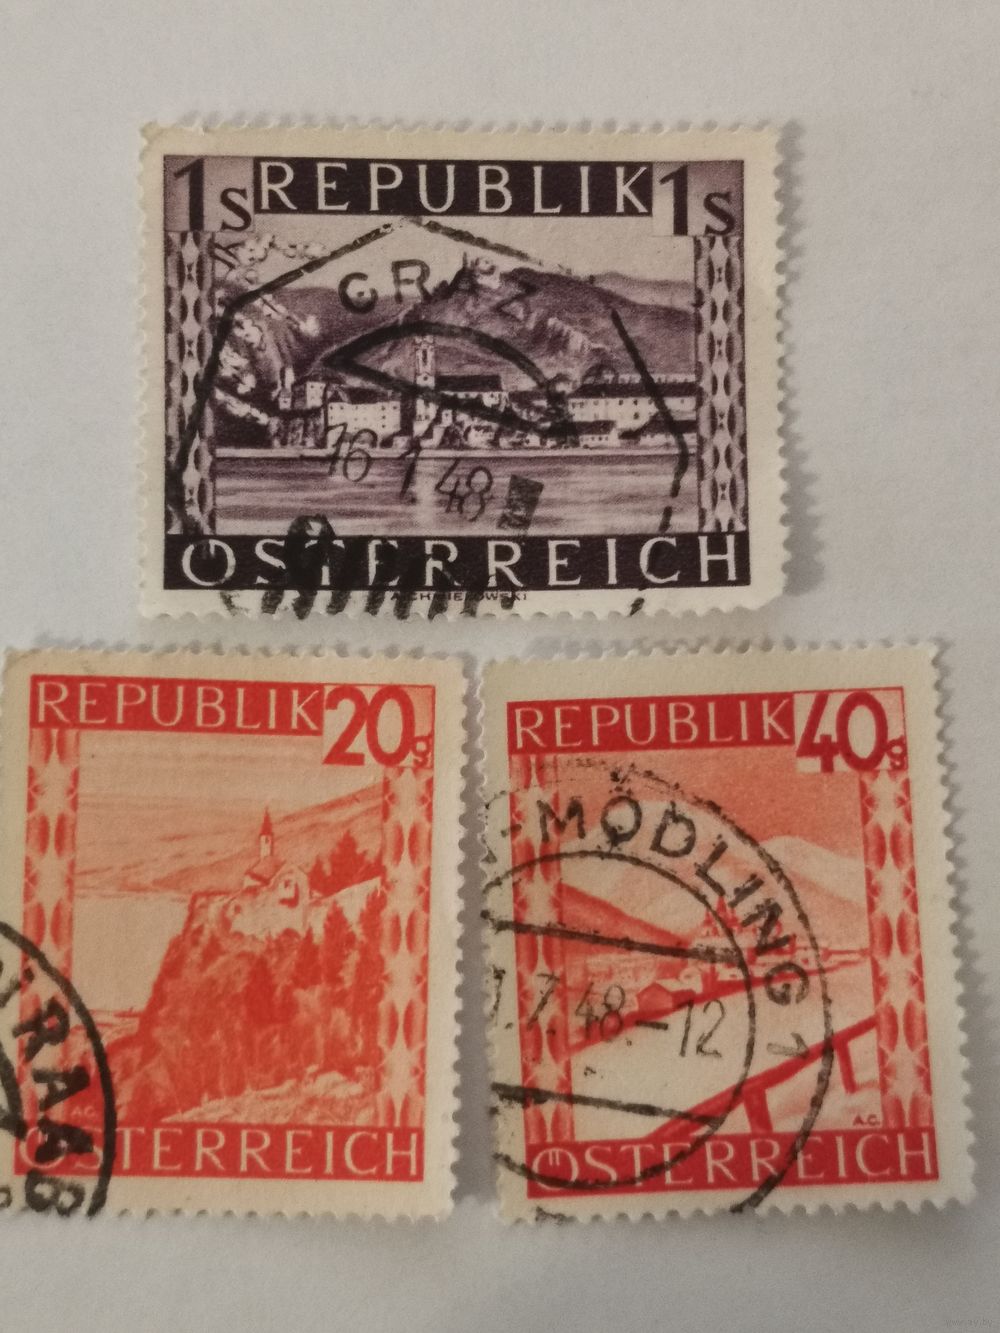 1s REPUBLIK 1s
GRAZ
16 1 48
ÖSTERREICH
REPUBLIK 20g
RAAB
A.C.
ÖSTERREICH
REPUBLIK 40g
-MÖDLING 1
.7.48.-12
A.C.
ÖSTERREICH